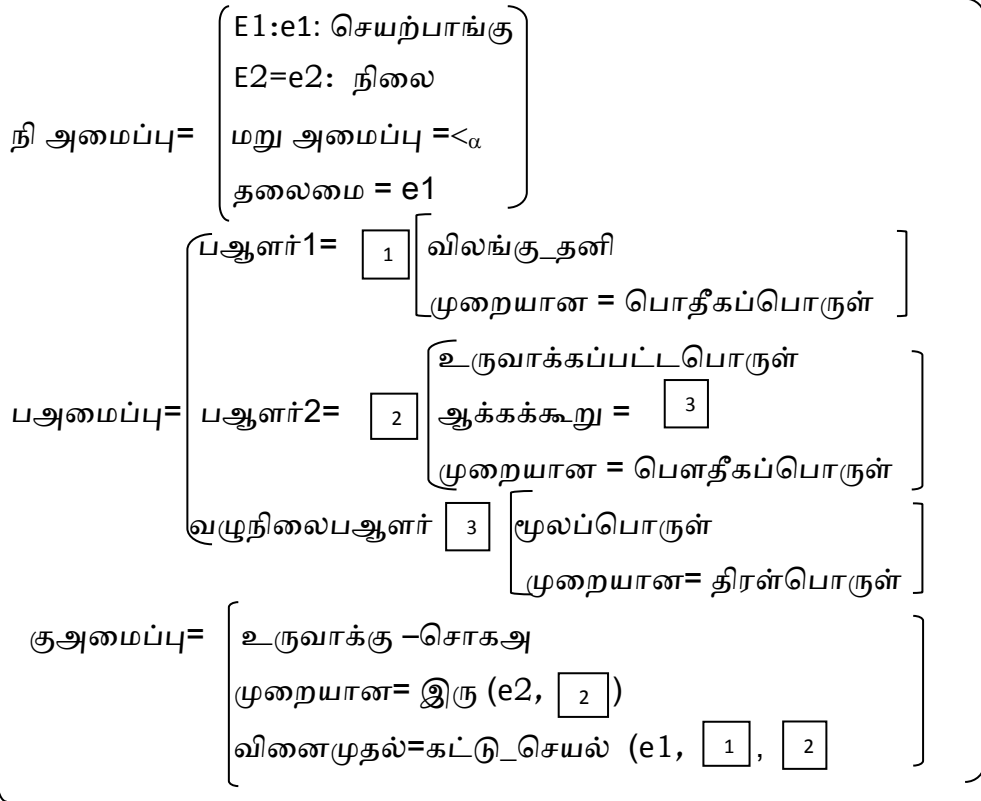 E1:e1: செயற்பாங்கு
E2=e2: நிலை
நி அமைப்பு= மறு அமைப்பு =<α
தலைமை = e1
பஆளர்1= 1 விலங்கு_தனி
முறையான = பொதீகப்பொருள்
உருவாக்கப்பட்டபொருள்
பஅமைப்பு= பஆளர்2= 2 ஆக்கக்கூறு = 3
முறையான = பௌதீகப்பொருள்
வழுநிலைபஆளர் 3 மூலப்பொருள்
முறையான= திரள்பொருள்
குஅமைப்பு= உருவாக்கு –சொகஅ
முறையான= இரு (e2, 2 )
வினைமுதல்=கட்டு_செயல் (e1, 1 , 2